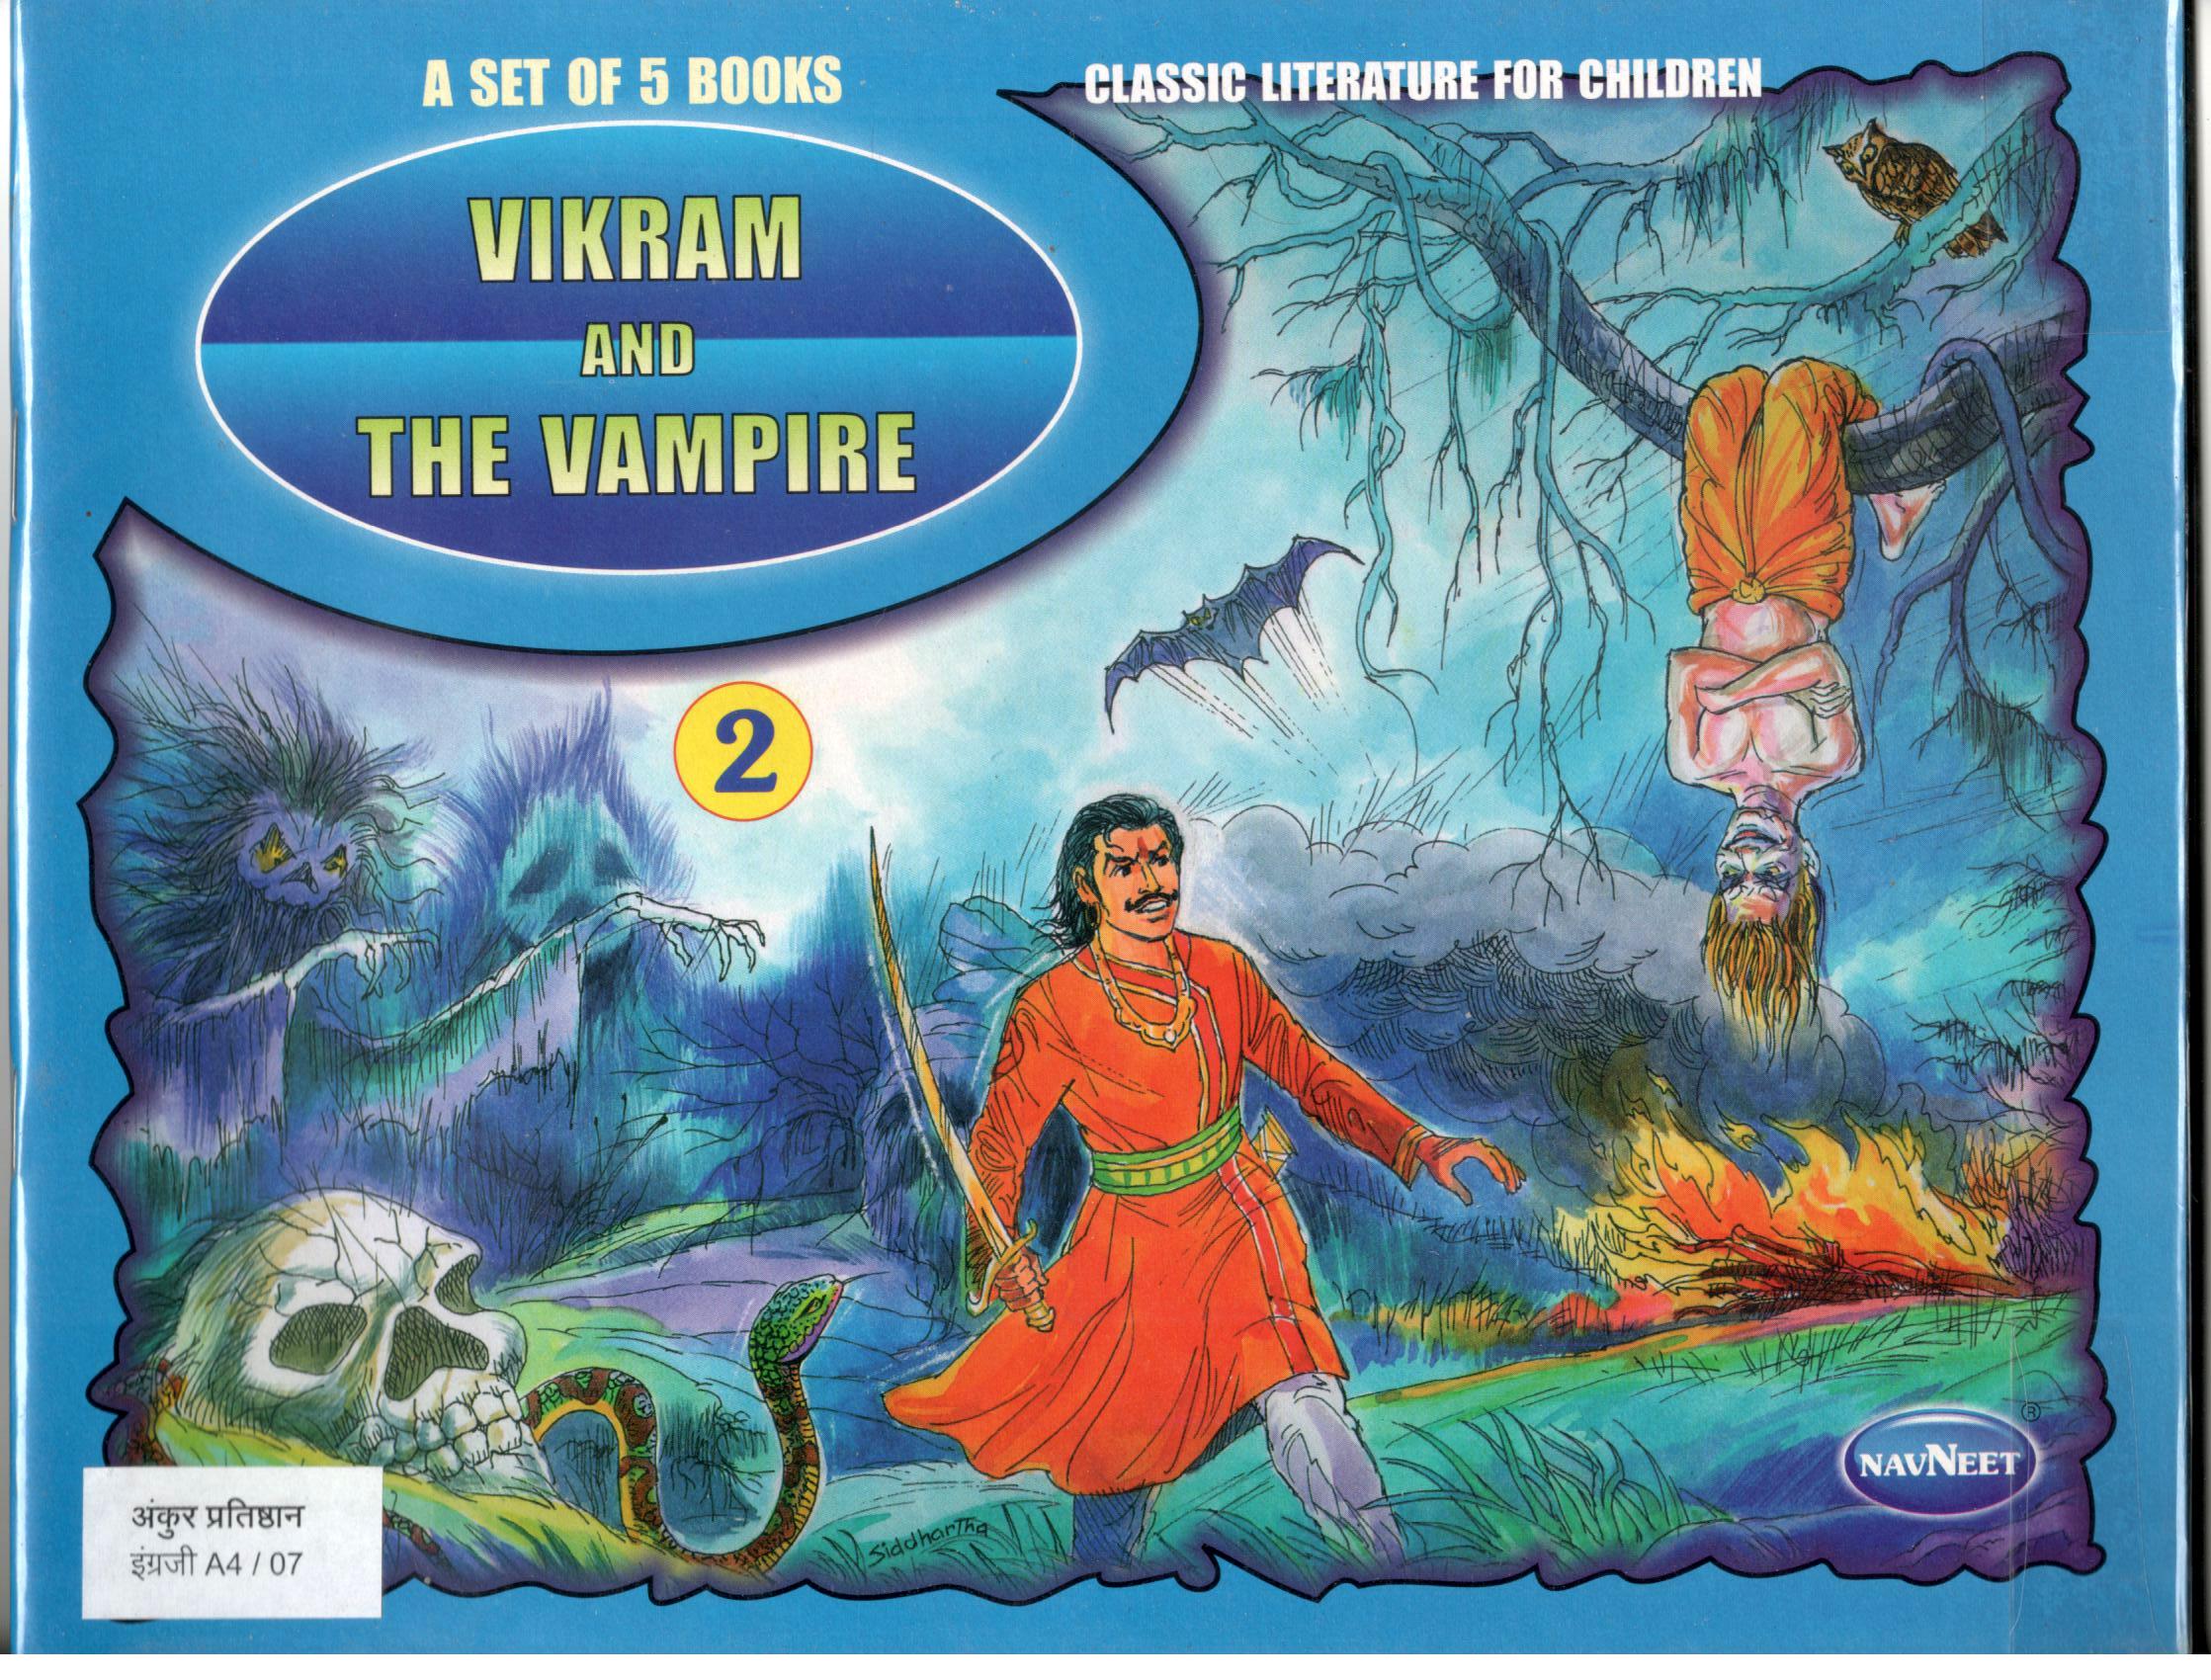 A SET OF 5 BOOKS
CLASSIC LITERATURE FOR CHILDREN
VIKRAM
AND
THE VAMPIRE
2
NAVNEET
®
Siddhartha
अंकुर प्रतिष्ठान
इंग्रजी A4 / 07